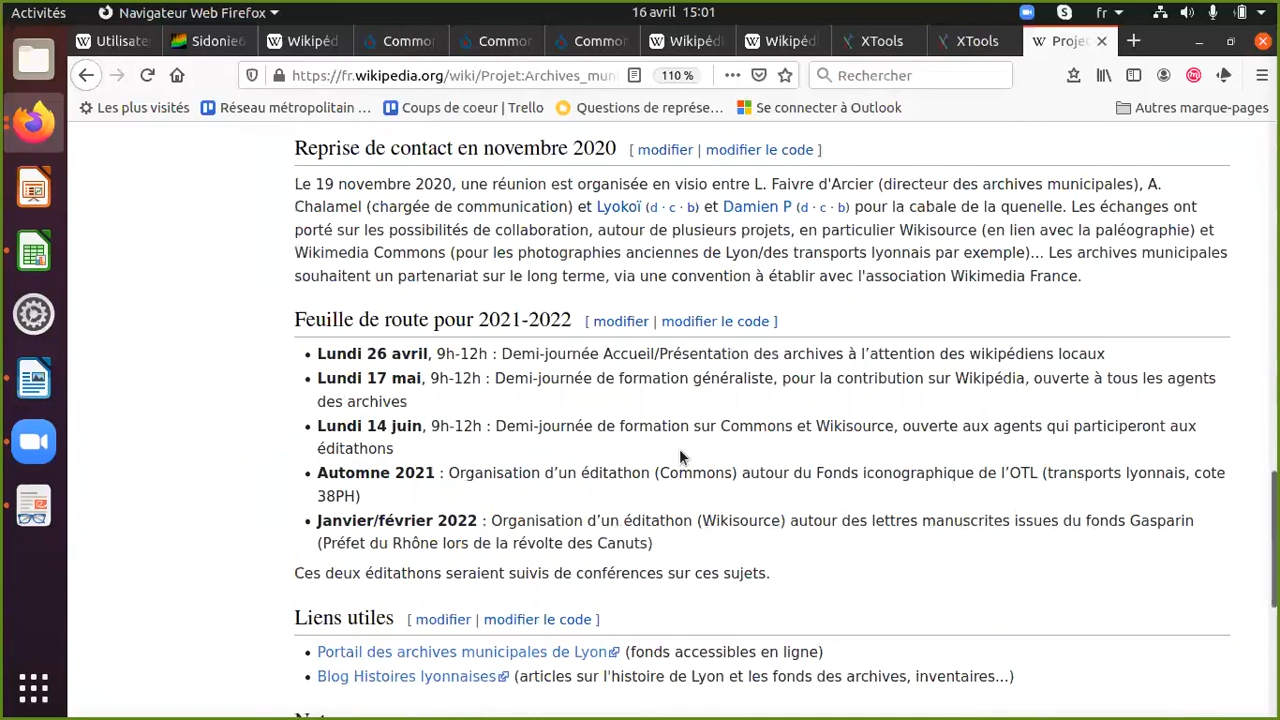 Activités
Navigateur Web Firefox
16 avril 15:01
fr
Utilisate
Sidonie6
Wikipéd
Commo
Commo
Commo
Wikipédi
Wikipéd
XTools
XTools
Proje
https://fr.wikipedia.org/wiki/Projet:Archives_mun
110 %
Rechercher
Les plus visités
Réseau métropolitain …
Coups de coeur | Trello
Questions de représe…
Se connecter à Outlook
Autres marque-pages
Reprise de contact en novembre 2020 [ modifier | modifier le code ]
Le 19 novembre 2020, une réunion est organisée en visio entre L. Faivre d'Arcier (directeur des archives municipales), A.
Chalamel (chargée de communication) et Lyokoï (d · c · b) et Damien P (d · c · b) pour la cabale de la quenelle. Les échanges ont
porté sur les possibilités de collaboration, autour de plusieurs projets, en particulier Wikisource (en lien avec la paléographie) et
Wikimedia Commons (pour les photographies anciennes de Lyon/des transports lyonnais par exemple)... Les archives municipales
souhaitent un partenariat sur le long terme, via une convention à établir avec l'association Wikimedia France.
Feuille de route pour 2021-2022 [ modifier | modifier le code ]
• Lundi 26 avril, 9h-12h : Demi-journée Accueil/Présentation des archives à l’attention des wikipédiens locaux
• Lundi 17 mai, 9h-12h : Demi-journée de formation généraliste, pour la contribution sur Wikipédia, ouverte à tous les agents
des archives
• Lundi 14 juin, 9h-12h : Demi-journée de formation sur Commons et Wikisource, ouverte aux agents qui participeront aux
éditathons
• Automne 2021 : Organisation d’un éditathon (Commons) autour du Fonds iconographique de l’OTL (transports lyonnais, cote
38PH)
• Janvier/février 2022 : Organisation d’un éditathon (Wikisource) autour des lettres manuscrites issues du fonds Gasparin
(Préfet du Rhône lors de la révolte des Canuts)
Ces deux éditathons seraient suivis de conférences sur ces sujets.
Liens utiles [ modifier | modifier le code ]
• Portail des archives municipales de Lyon (fonds accessibles en ligne)
• Blog Histoires lyonnaises (articles sur l'histoire de Lyon et les fonds des archives, inventaires...)